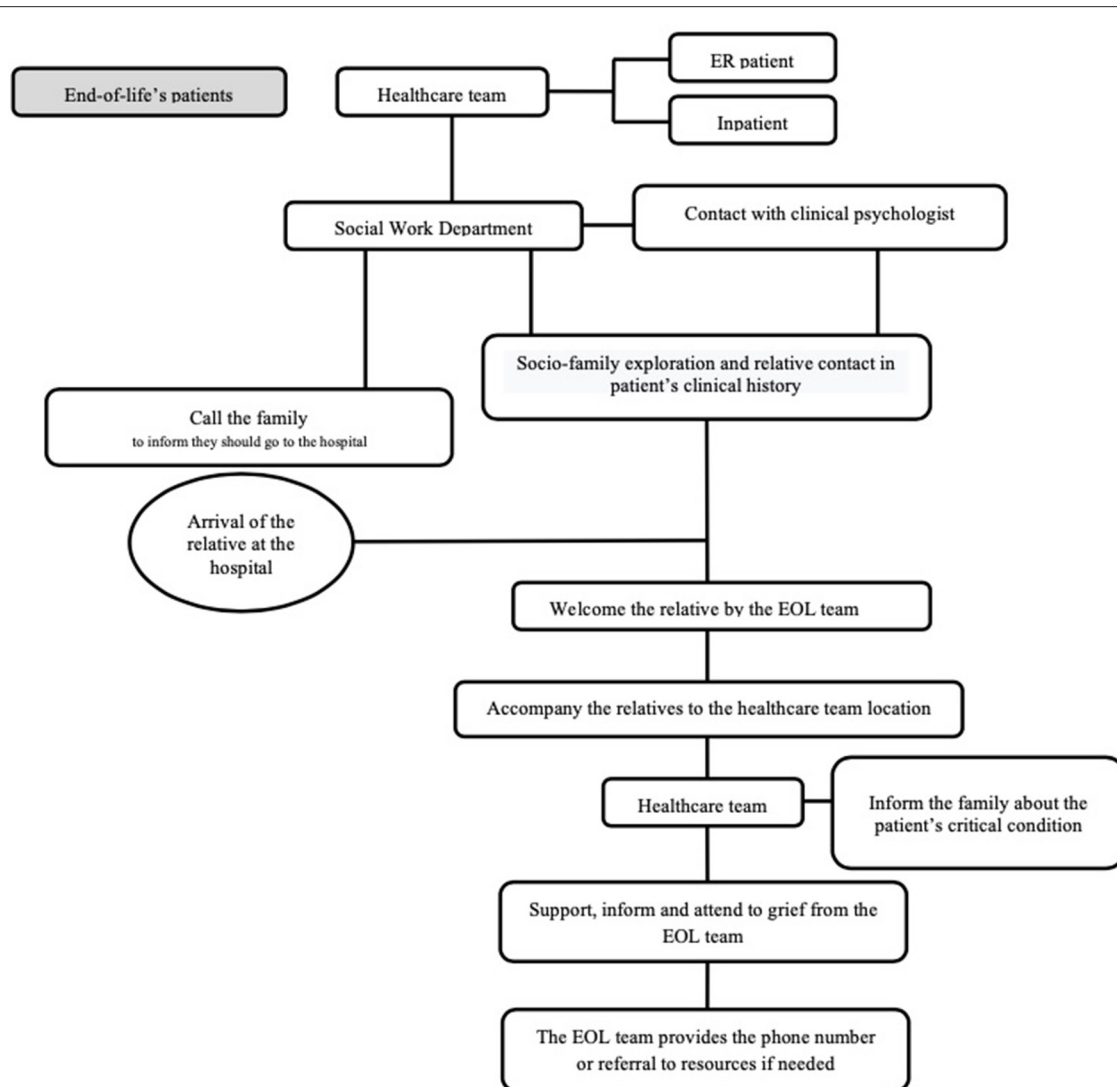 End-of-life's patients
Healthcare team
ER patient
Inpatient
Social Work Department
Contact with clinical psychologist
Socio-family exploration and relative contact in
patient's clinical history
Call the family
to inform they should go to the hospital
Arrival of the
relative at the
hospital
Welcome the relative by the EOL team
Accompany the relatives to the healthcare team location
Healthcare team
Inform the family about the
patient's critical condition
Support, inform and attend to grief from the
EOL team
The EOL team provides the phone number
or referral to resources if needed